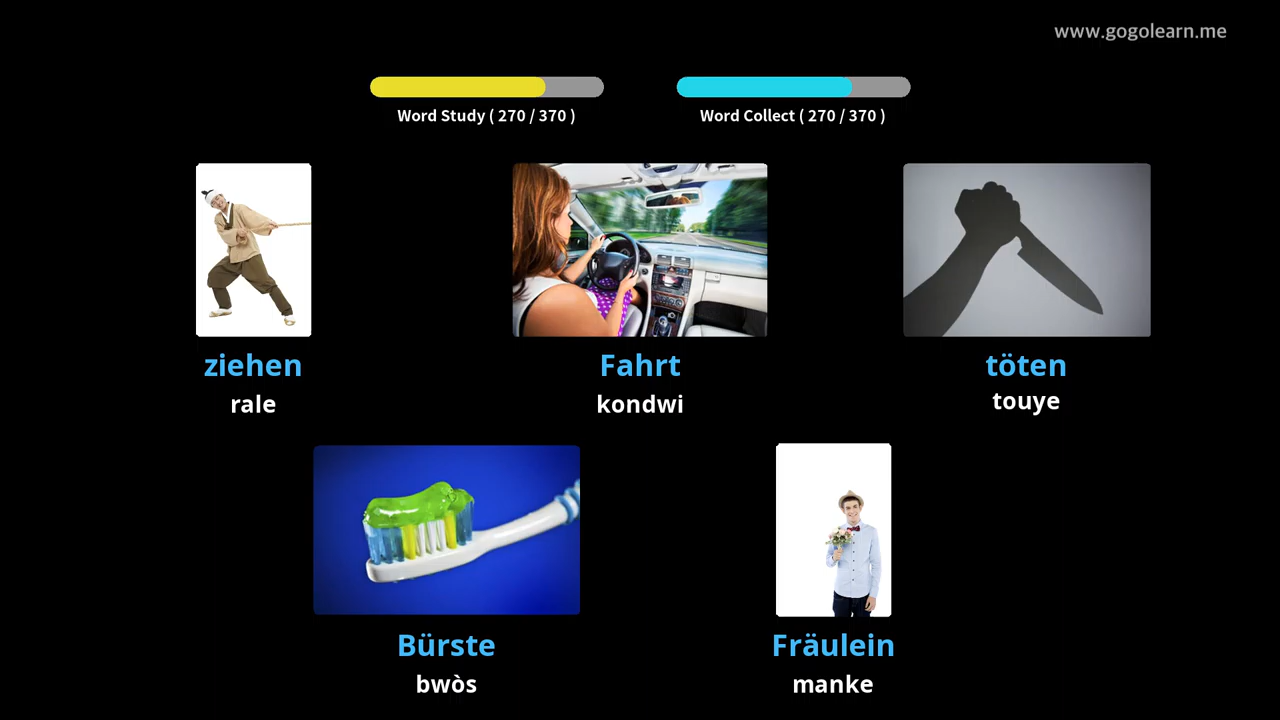 www.gogolearn.me
Word Study ( 270 / 370 )
Word Collect ( 270 / 370 )
ziehen
rale
Fahrt
kondwi
töten
touye
Bürste
bwòs
Fräulein
manke